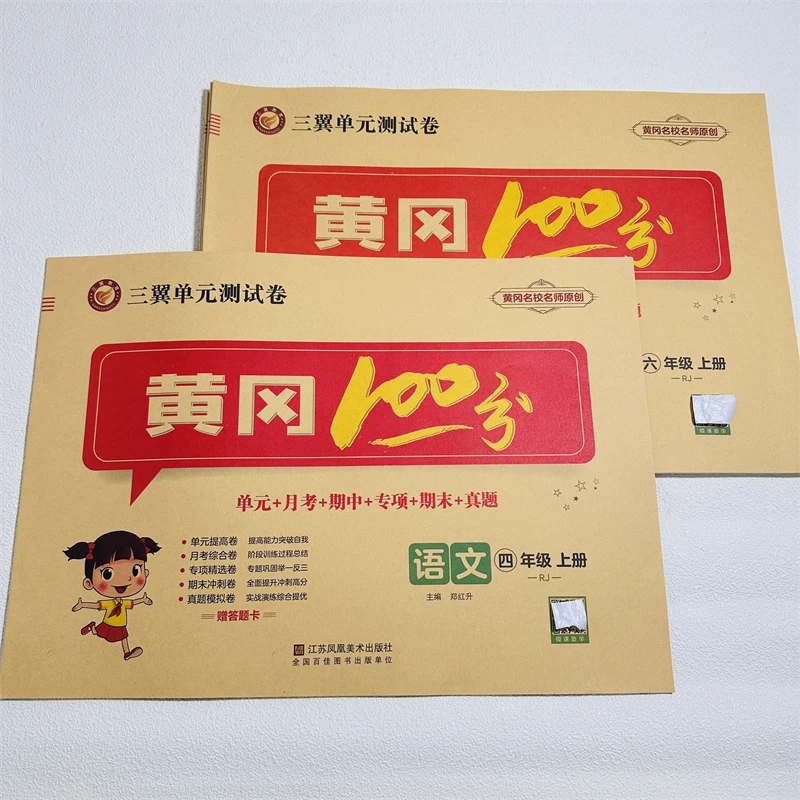 三翼单元测试卷
黄冈名校名师原创
黄冈100分
六年级 上册
RJ
微课助学
三翼单元测试卷
黄冈名校名师原创
黄冈100分
单元+月考+期中+专项+期末+真题
单元提高卷 提高能力突破自我
月考综合卷 阶段训练过程总结
专项精选卷 专题巩固举一反三
期末冲刺卷 全面提升冲刺高分
真题模拟卷 实战演练综合提优
赠答题卡
语文 四年级 上册
RJ
主编 郑红升
微课助学
江苏凤凰美术出版社
全国百佳图书出版单位